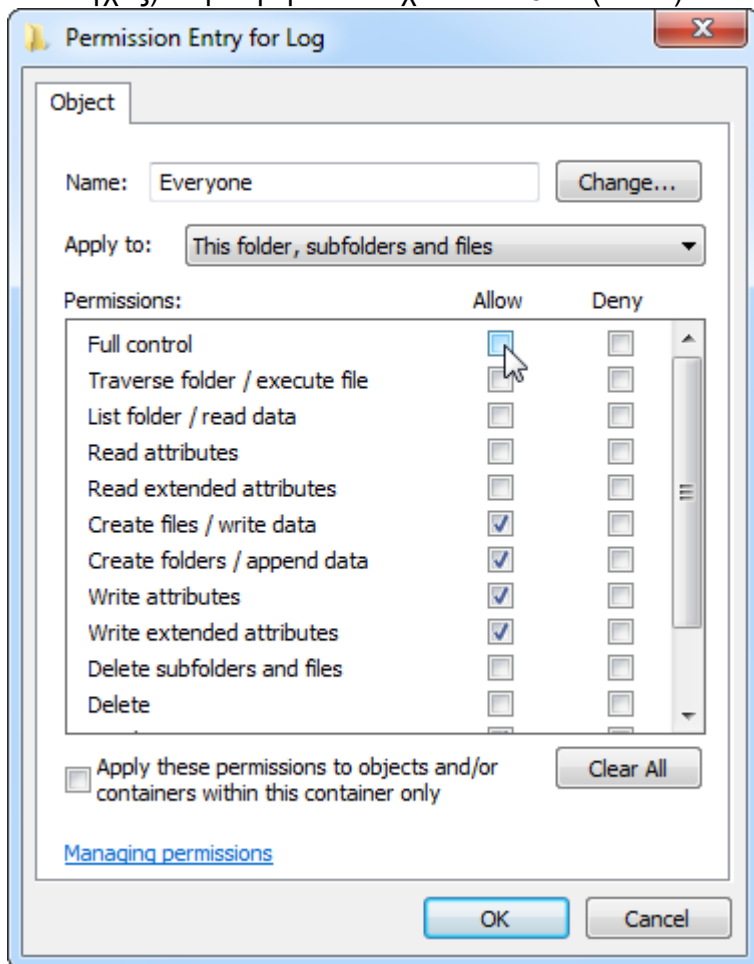 Permission Entry for Log
Object
Name: Everyone Change...
Apply to: This folder, subfolders and files
Permissions: Allow Deny
Full control
Traverse folder / execute file
List folder / read data
Read attributes
Read extended attributes
Create files / write data
Create folders / append data
Write attributes
Write extended attributes
Delete subfolders and files
Delete
Apply these permissions to objects and/or Clear All
containers within this container only
Managing permissions
OK Cancel